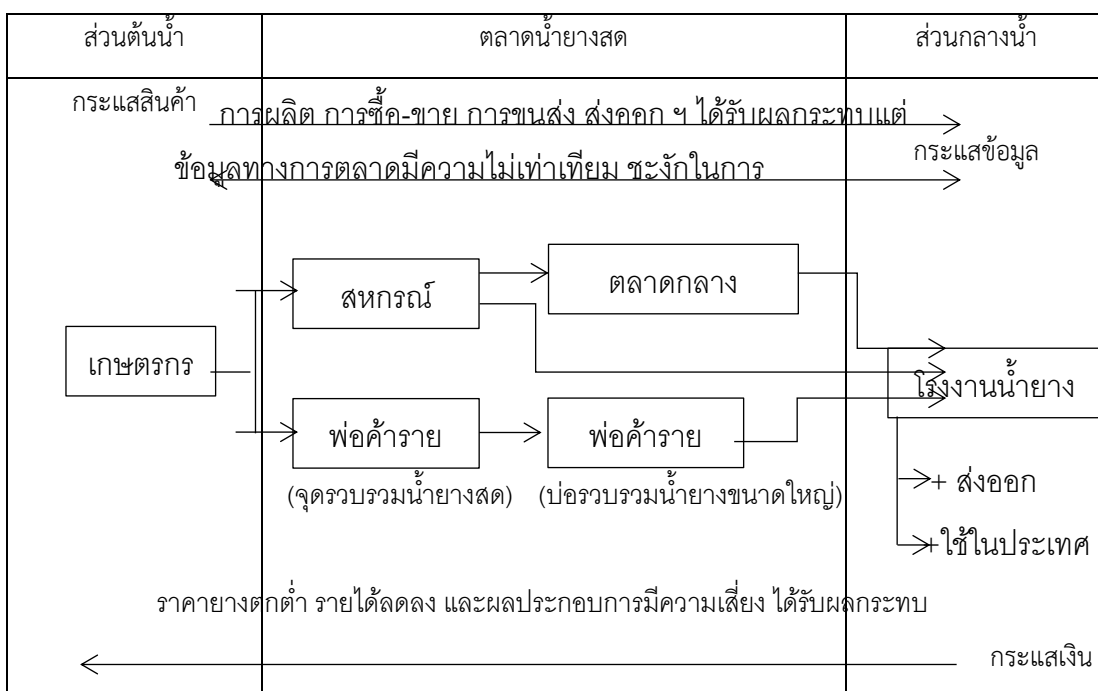 ส่วนต้นน้ำ ตลาดน้ำยางสด ส่วนกลางน้ำ
กระแสสินค้า
การผลิต การซื้อ-ขาย การขนส่ง ส่งออก ฯ ได้รับผลกระทบแต่
กระแสข้อมูล
ข้อมูลทางการตลาดมีความไม่เท่าเทียม ชะงักในการ
สหกรณ์ ตลาดกลาง
เกษตรกร
โรงงานน้ำยาง
พ่อค้าราย พ่อค้าราย
(จุดรวบรวมน้ำยางสด) (บ่อรวบรวมน้ำยางขนาดใหญ่)
+ ส่งออก
+ใช้ในประเทศ
ราคายางตกต่ำ รายได้ลดลง และผลประกอบการมีความเสี่ยง ได้รับผลกระทบ
กระแสเงิน